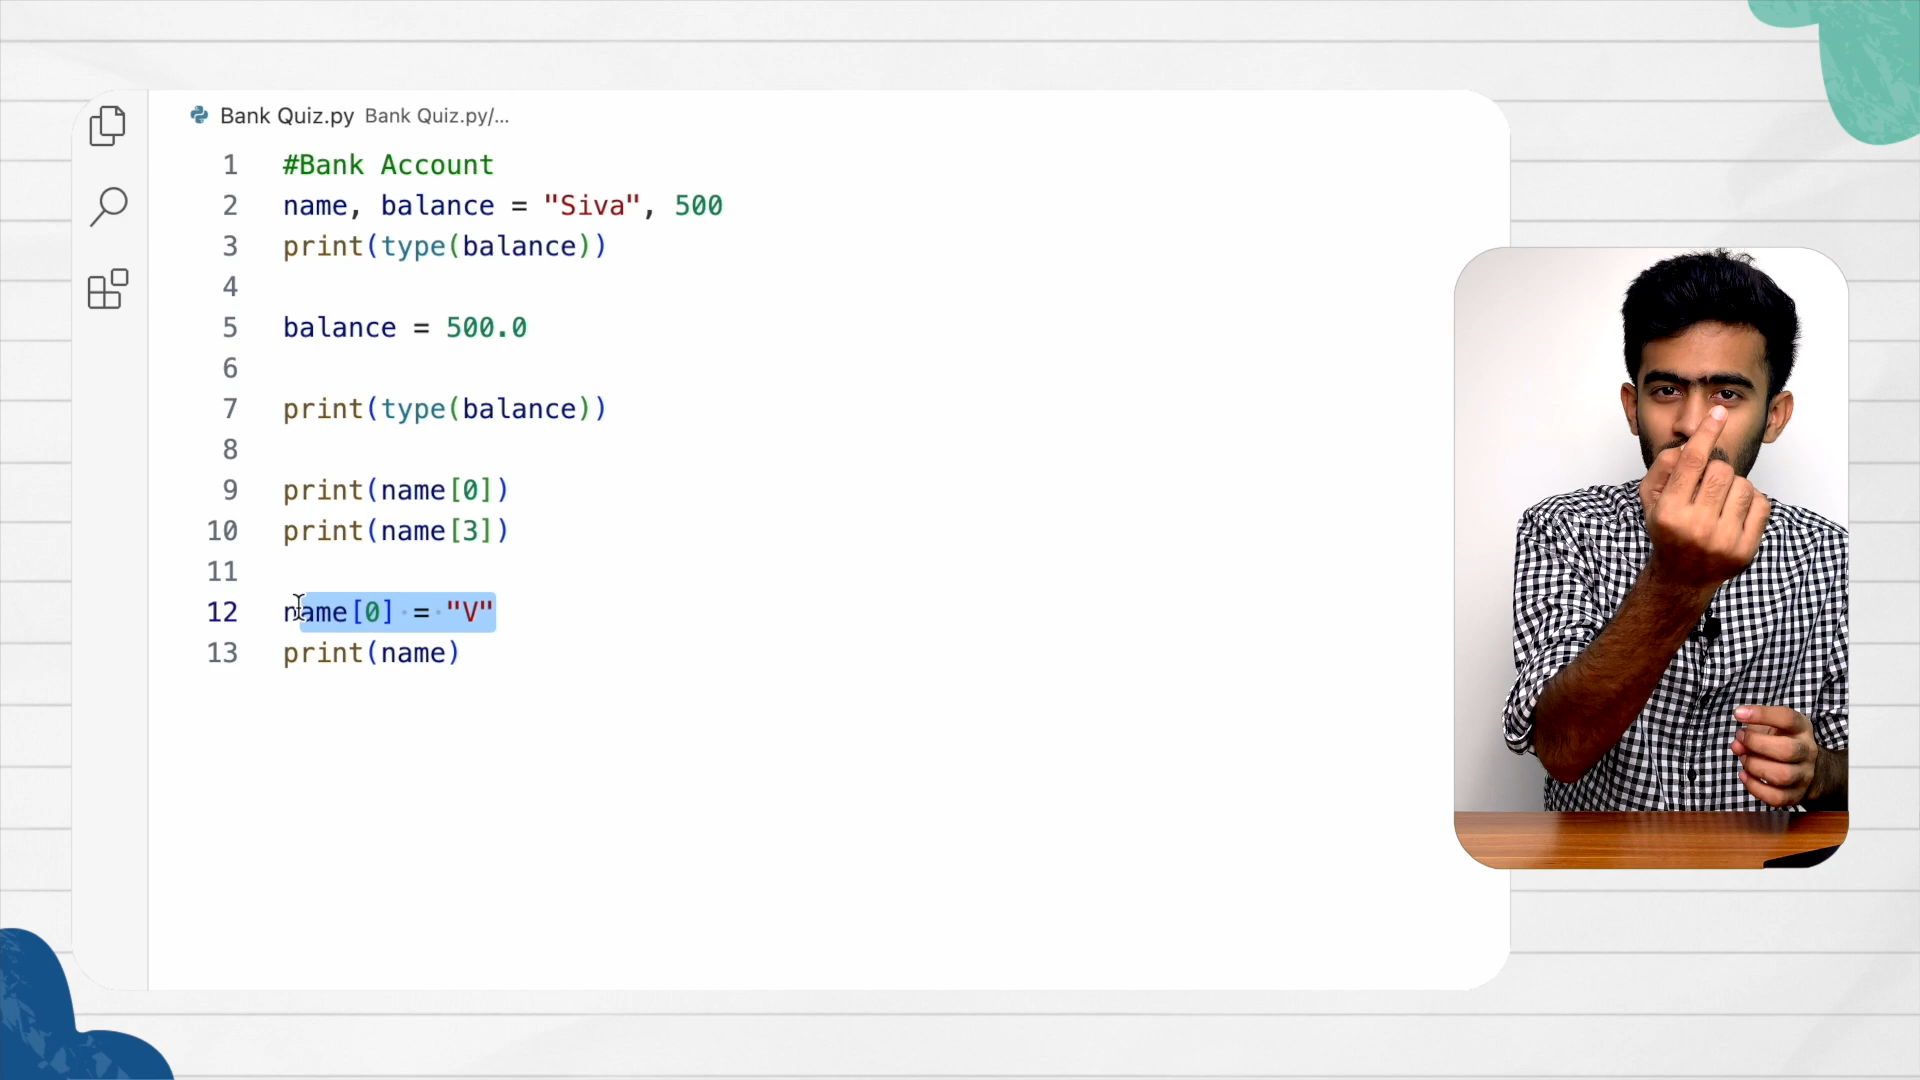 Bank Quiz.py Bank Quiz.py/...
1 #Bank Account
2 name, balance = "Siva", 500
3 print(type(balance))
4
5 balance = 500.0
6
7 print(type(balance))
8
9 print(name[0])
10 print(name[3])
11
12 name[0] = "V"
13 print(name)